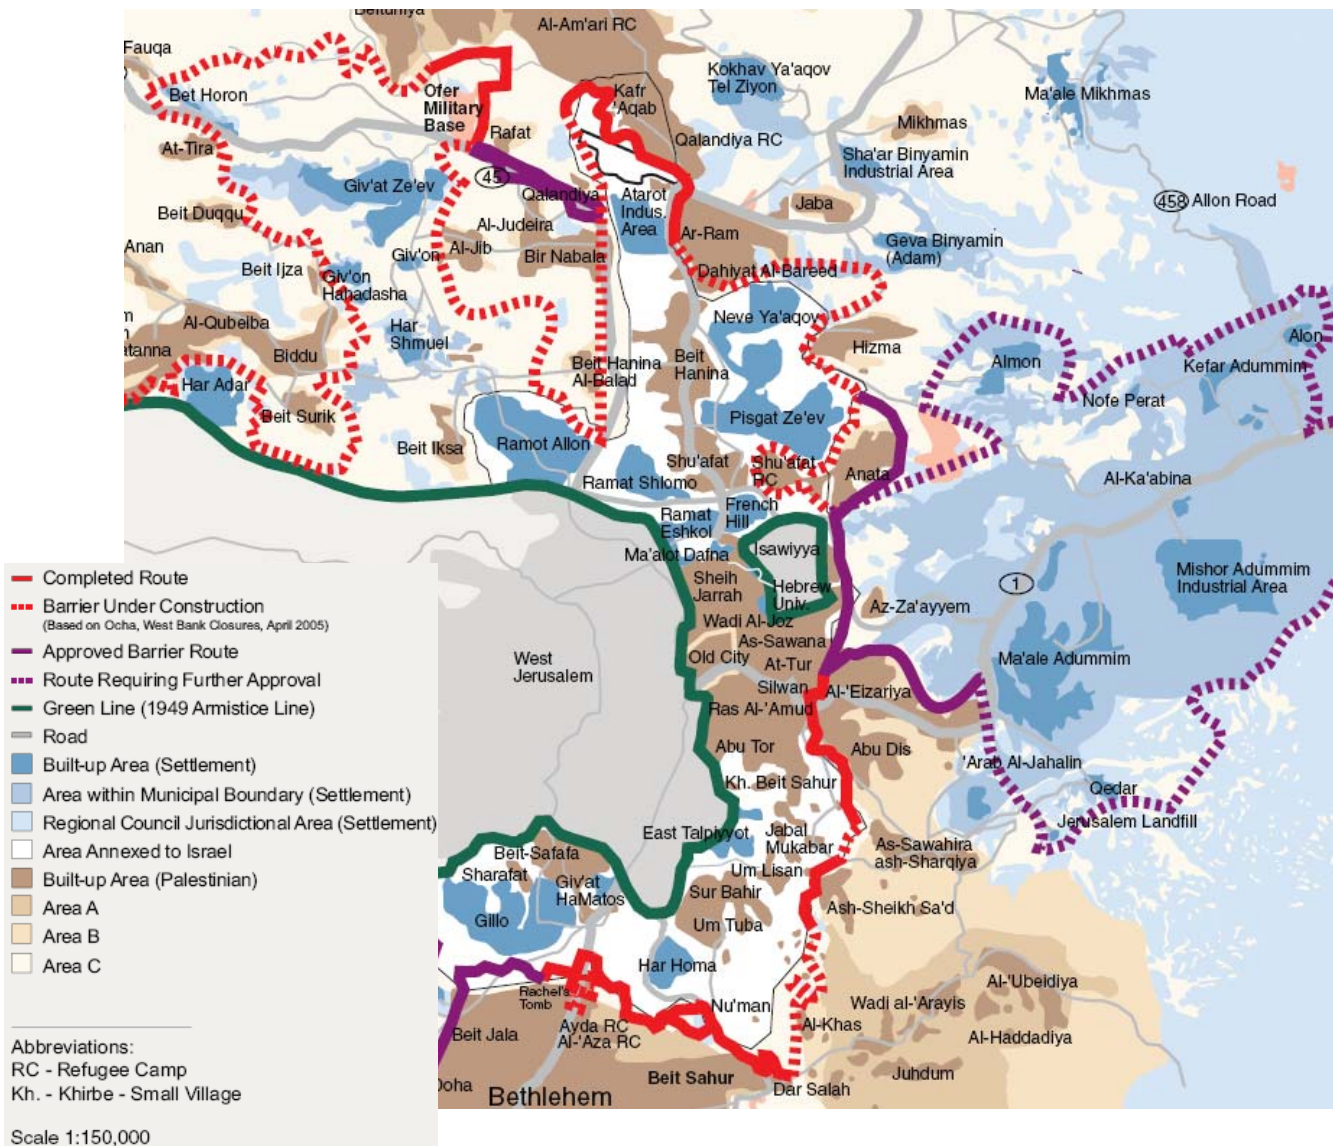 Beituniya
Al-Am'ari RC
Fauqa
Kokhav Ya'aqov
Tel Ziyon
Ma'ale Mikhmas
Bet Horon
Ofer
Military
Base
Kafr
'Aqab
Rafat
Qalandiya RC
Mikhmas
At-Tira
Sha'ar Binyamin
Industrial Area
Giv'at Ze'ev
45
Qalandiya
Atarot
Indus.
Area
Jaba
458
Allon Road
Beit Duqqu
Al-Judeira
Ar-Ram
Geva Binyamin
(Adam)
Anan
Al-Jib
Giv'on
Bir Nabala
Beit Ijza
Giv'on
Hahadasha
Dahiyat Al-Bareed
m
Al-Qubeiba
Har
Shmuel
Neve Ya'aqov
atanna
Biddu
Beit Hanina
Al-Balad
Beit
Hanina
Hizma
Almon
Alon
Kefar Adummim
Har Adar
Nofe Perat
Beit Surik
Pisgat Ze'ev
Beit Iksa
Ramot Allon
Shu'afat
Shu'afat
RC
Anata
Ramat Shlomo
Al-Ka'abina
French
Hill
Ramat
Eshkol
Isawiyya
Ma'alot Dafna
Sheih
Jarrah
Hebrew
Univ.
1
Mishor Adummim
Industrial Area
Az-Za'ayyem
Wadi Al-Joz
As-Sawana
West
Jerusalem
Old City
At-Tur
Ma'ale Adummim
Silwan
Al-'Eizariya
Ras Al-'Amud
Abu Tor
Abu Dis
'Arab Al-Jahalin
Kh. Beit Sahur
Qedar
Jerusalem Landfill
East Talpiyyot
Jabal
Mukabar
As-Sawahira
ash-Sharqiya
Beit-Safafa
Sharafat
Giv'at
HaMatos
Um Lisan
Sur Bahir
Ash-Sheikh Sa'd
Gillo
Um Tuba
Har Homa
Al-'Ubeidiya
Rachel's
Tomb
Nu'man
Wadi al-'Arayis
Beit Jala
Ayda RC
Al-'Aza RC
Al-Khas
Al-Haddadiya
Doha
Beit Sahur
Juhdum
Dar Salah
Bethlehem
Completed Route
Barrier Under Construction
(Based on Ocha, West Bank Closures, April 2005)
Approved Barrier Route
Route Requiring Further Approval
Green Line (1949 Armistice Line)
Road
Built-up Area (Settlement)
Area within Municipal Boundary (Settlement)
Regional Council Jurisdictional Area (Settlement)
Area Annexed to Israel
Built-up Area (Palestinian)
Area A
Area B
Area C
Abbreviations:
RC - Refugee Camp
Kh. - Khirbe - Small Village
Scale 1:150,000